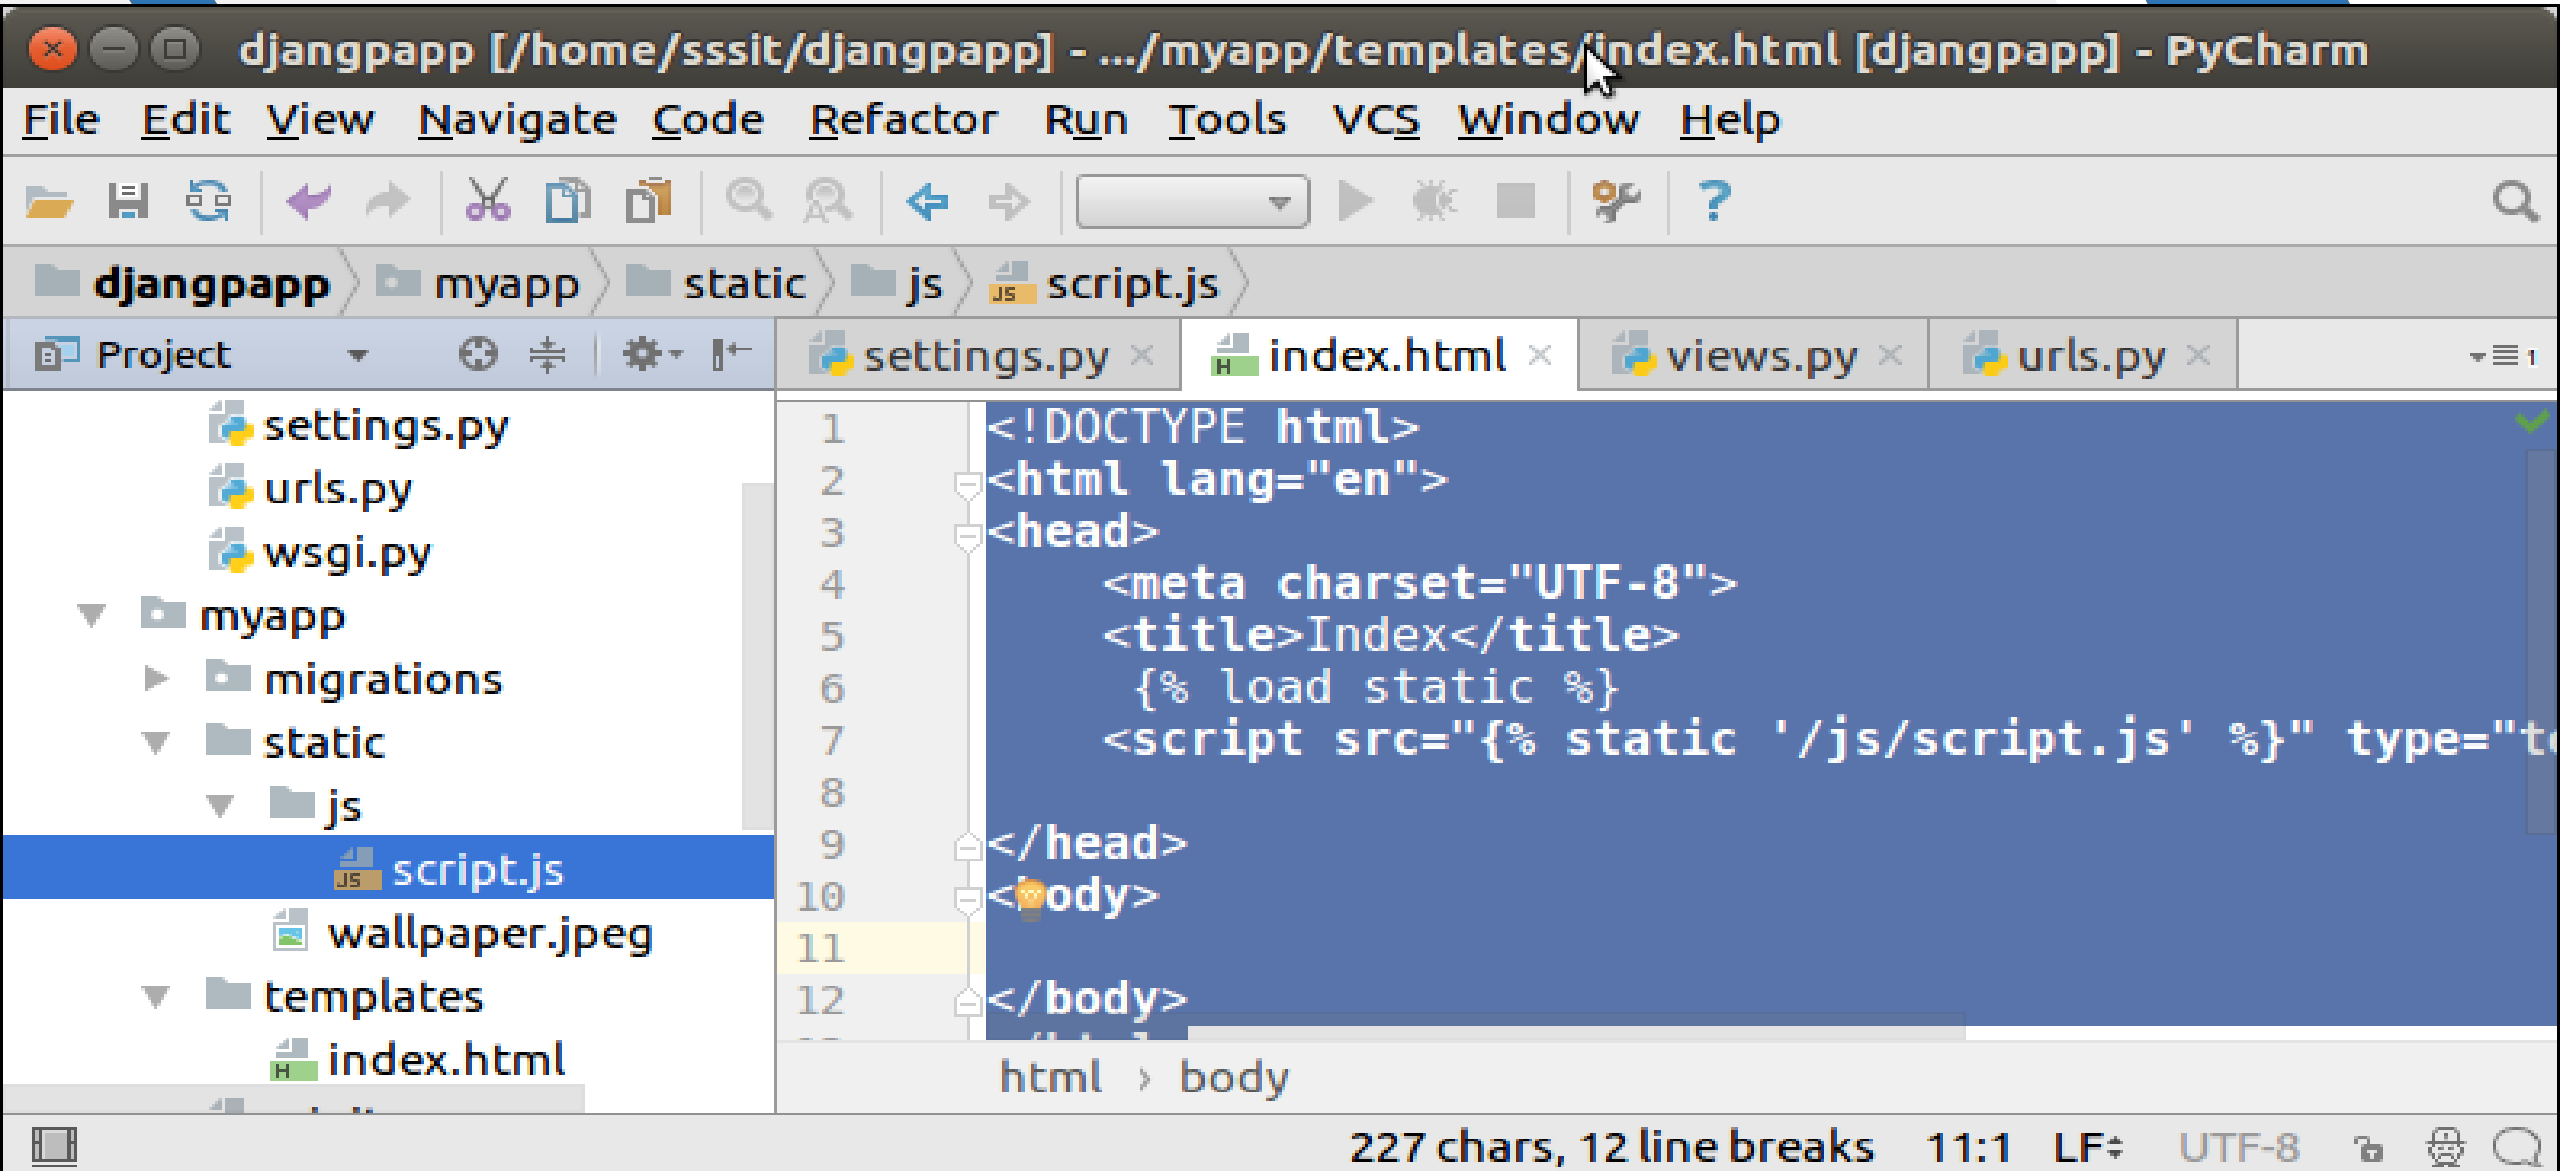 djangpapp [/home/sssit/djangpapp] - .../myapp/templates/index.html [djangpapp] - PyCharm
File Edit View Navigate Code Refactor Run Tools VCS Window Help
djangpapp myapp static js script.js
Project
settings.py index.html views.py urls.py 1
settings.py
urls.py
wsgi.py
myapp
migrations
static
js
script.js
wallpaper.jpeg
templates
index.html
1 <!DOCTYPE html>
2 <html lang="en">
3 <head>
4 <meta charset="UTF-8">
5 <title>Index</title>
6 {% load static %}
7 <script src="{% static '/js/script.js' %}" type="
8
9 </head>
10 <body>
11
12 </body>
html › body
227 chars, 12 line breaks 11:1 LF UTF-8